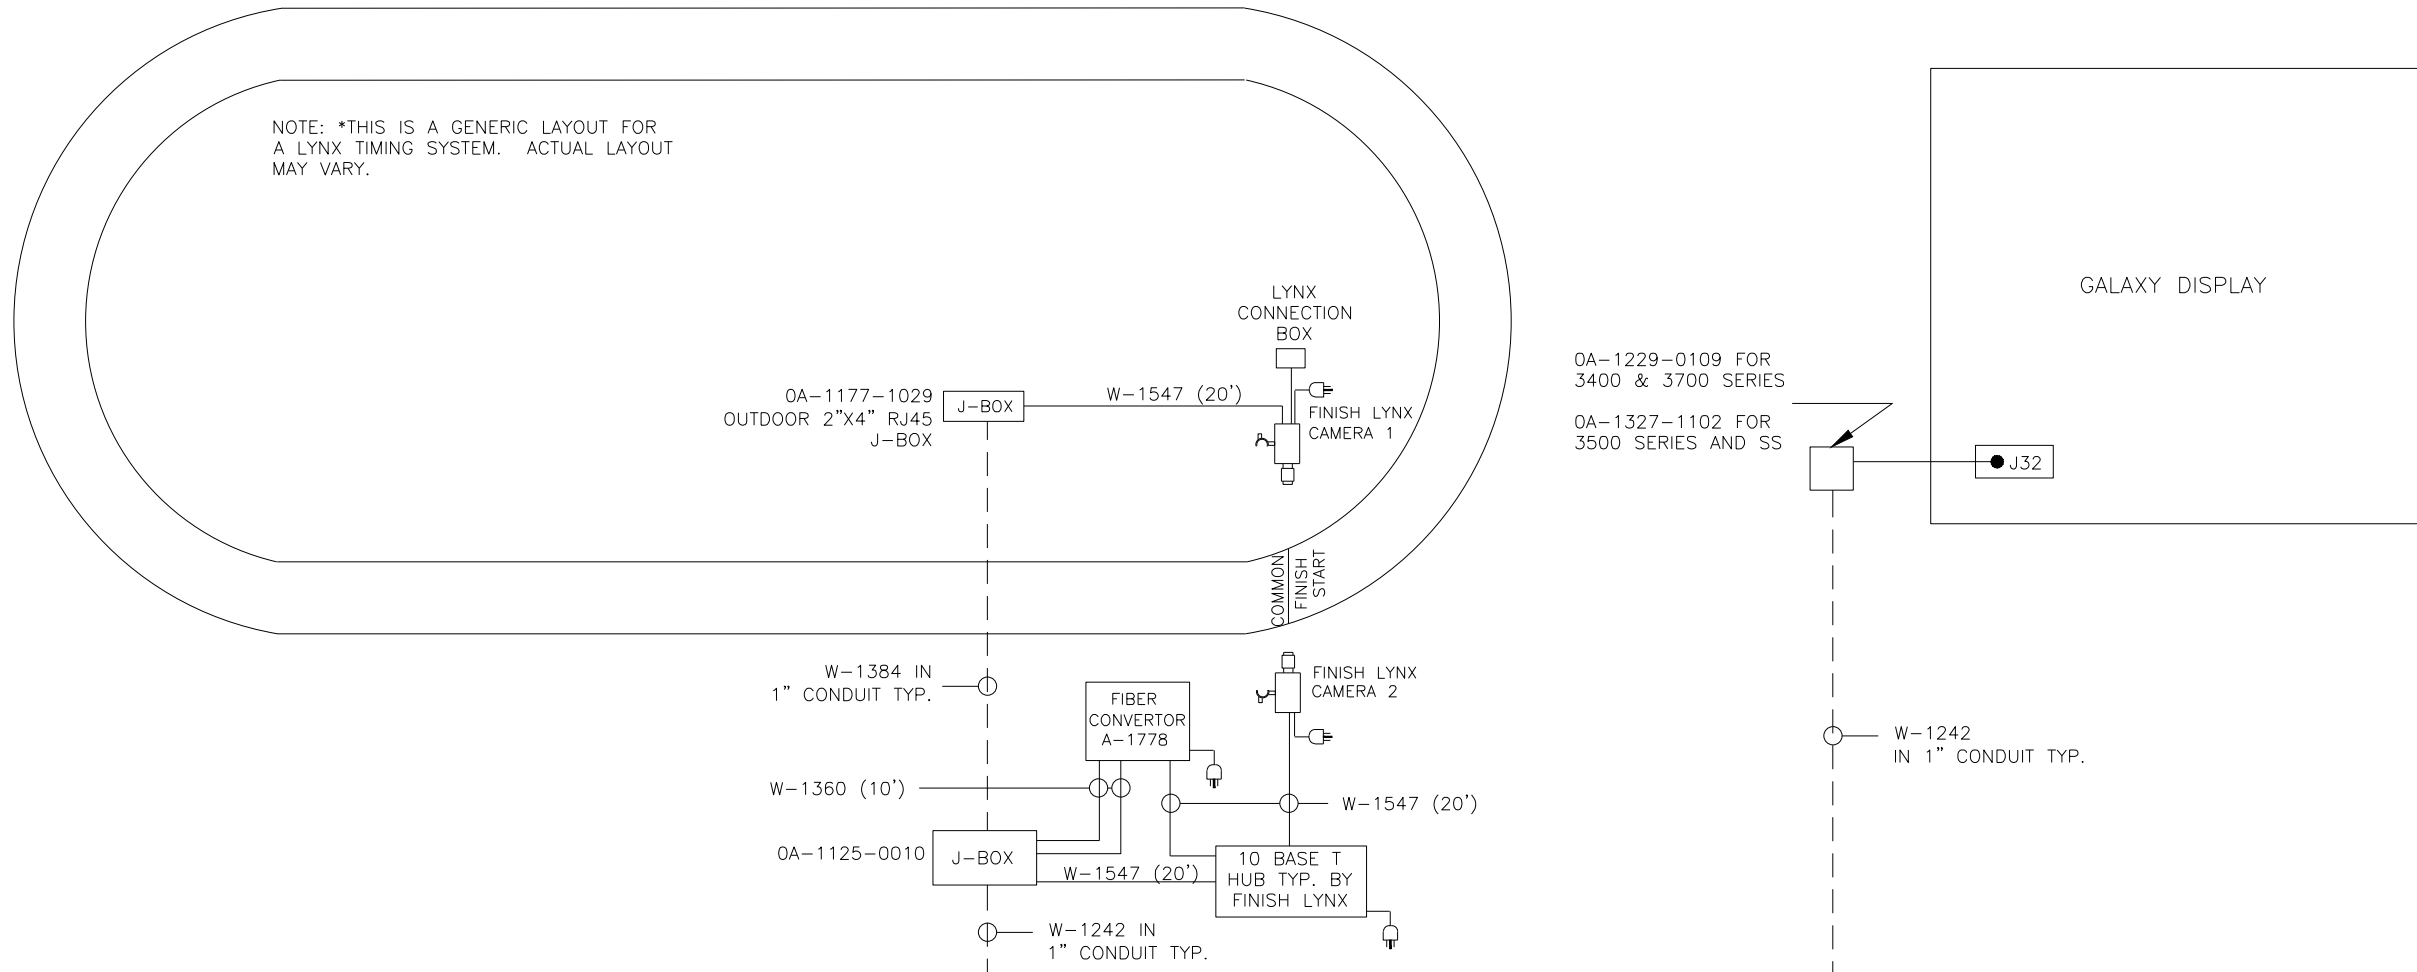 NOTE: *THIS IS A GENERIC LAYOUT FOR
A LYNX TIMING SYSTEM. ACTUAL LAYOUT
MAY VARY.
GALAXY DISPLAY
LYNX
CONNECTION
BOX
0A-1177-1029
OUTDOOR 2"X4" RJ45
J-BOX
J-BOX
W-1547 (20')
FINISH LYNX
CAMERA 1
0A-1229-0109 FOR
3400 & 3700 SERIES
0A-1327-1102 FOR
3500 SERIES AND SS
J32
COMMON
FINISH
START
W-1384 IN
1" CONDUIT TYP.
FIBER
CONVERTOR
A-1778
FINISH LYNX
CAMERA 2
W-1242
IN 1" CONDUIT TYP.
W-1360 (10')
W-1547 (20')
0A-1125-0010
J-BOX
W-1547 (20')
10 BASE T
HUB TYP. BY
FINISH LYNX
W-1242 IN
1" CONDUIT TYP.